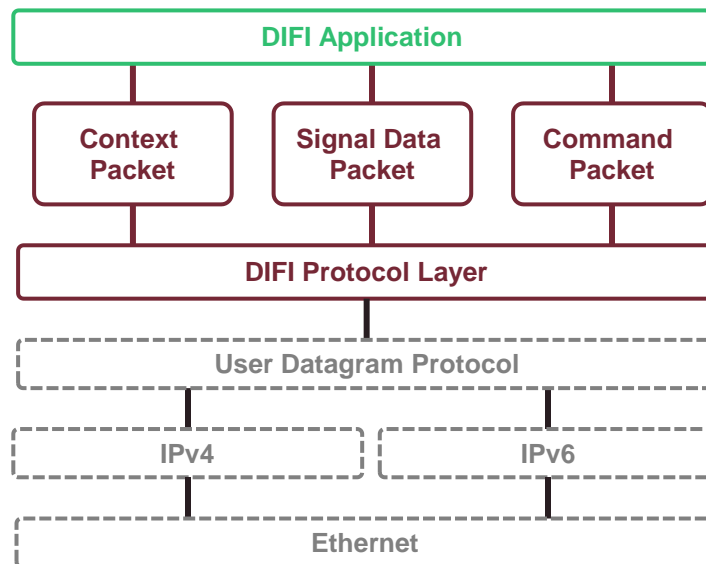 DIFI Application
Context
Packet
Signal Data
Packet
Command
Packet
DIFI Protocol Layer
User Datagram Protocol
IPv4
IPv6
Ethernet